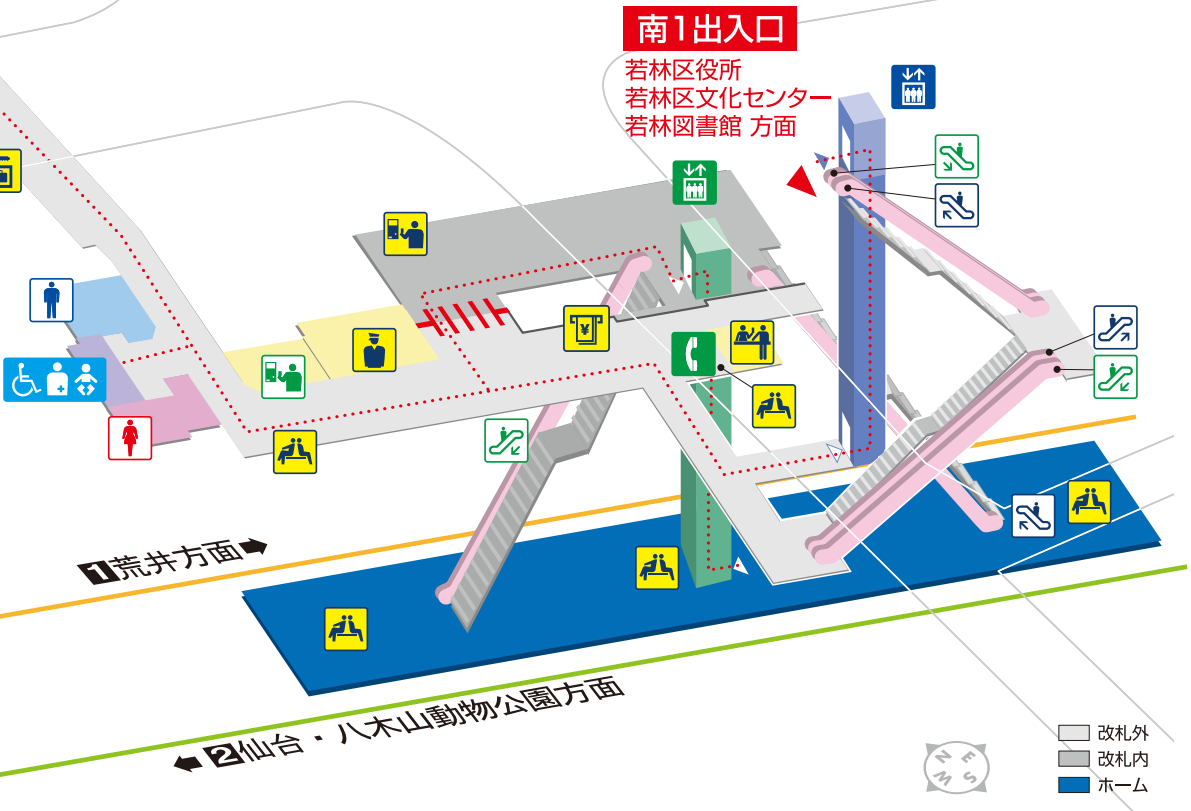 南1出入口
若林区役所
若林区文化センター
若林図書館 方面
¥
1荒井方面
2仙台・八木山動物公園方面
改札外
改札内
ホーム
N E
W S